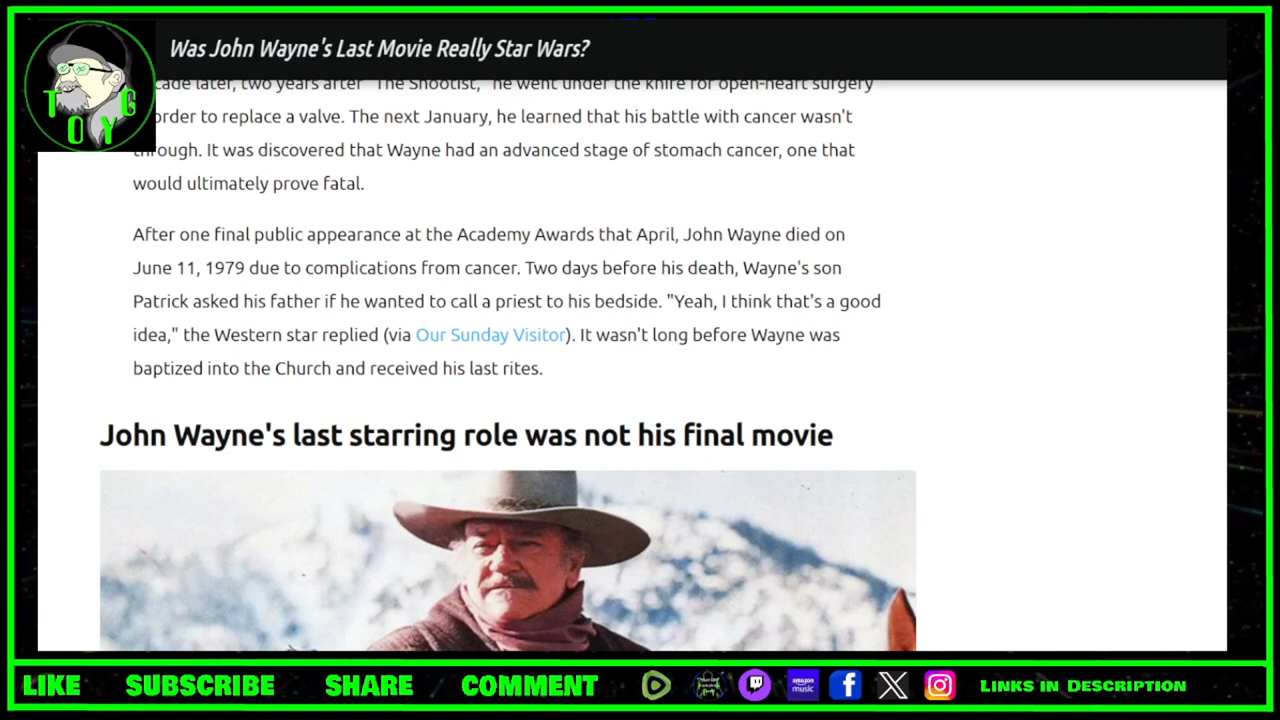 Was John Wayne's Last Movie Really Star Wars?
later, two years after "The Shootist," he went under the knife for open-heart surgery
order to replace a valve. The next January, he learned that his battle with cancer wasn't
through. It was discovered that Wayne had an advanced stage of stomach cancer, one that
would ultimately prove fatal.
After one final public appearance at the Academy Awards that April, John Wayne died on
June 11, 1979 due to complications from cancer. Two days before his death, Wayne's son
Patrick asked his father if he wanted to call a priest to his bedside. "Yeah, I think that's a good
idea," the Western star replied (via Our Sunday Visitor). It wasn't long before Wayne was
baptized into the Church and received his last rites.
John Wayne's last starring role was not his final movie
T G
O Y
LIKE SUBSCRIBE SHARE COMMENT amazon music Links in Description